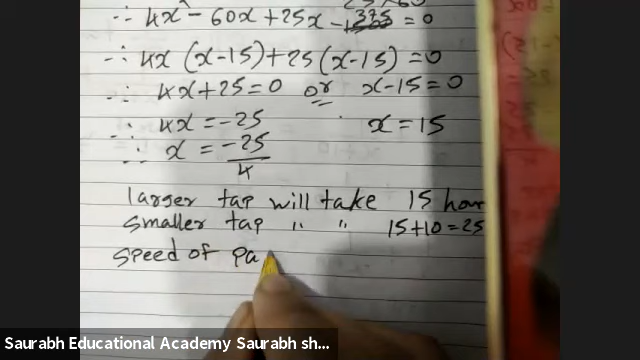 ∴ 4x² - 60x + 25x - 375 = 0
∴ 4x (x-15) + 25 (x-15) = 0
∴ 4x + 25 = 0 or x - 15 = 0
∴ 4x = -25 x = 15
∴ x = -25/4
larger tap will take 15 hour
smaller tap " " 15+10=25
speed of pa
Saurabh Educational Academy Saurabh sh...